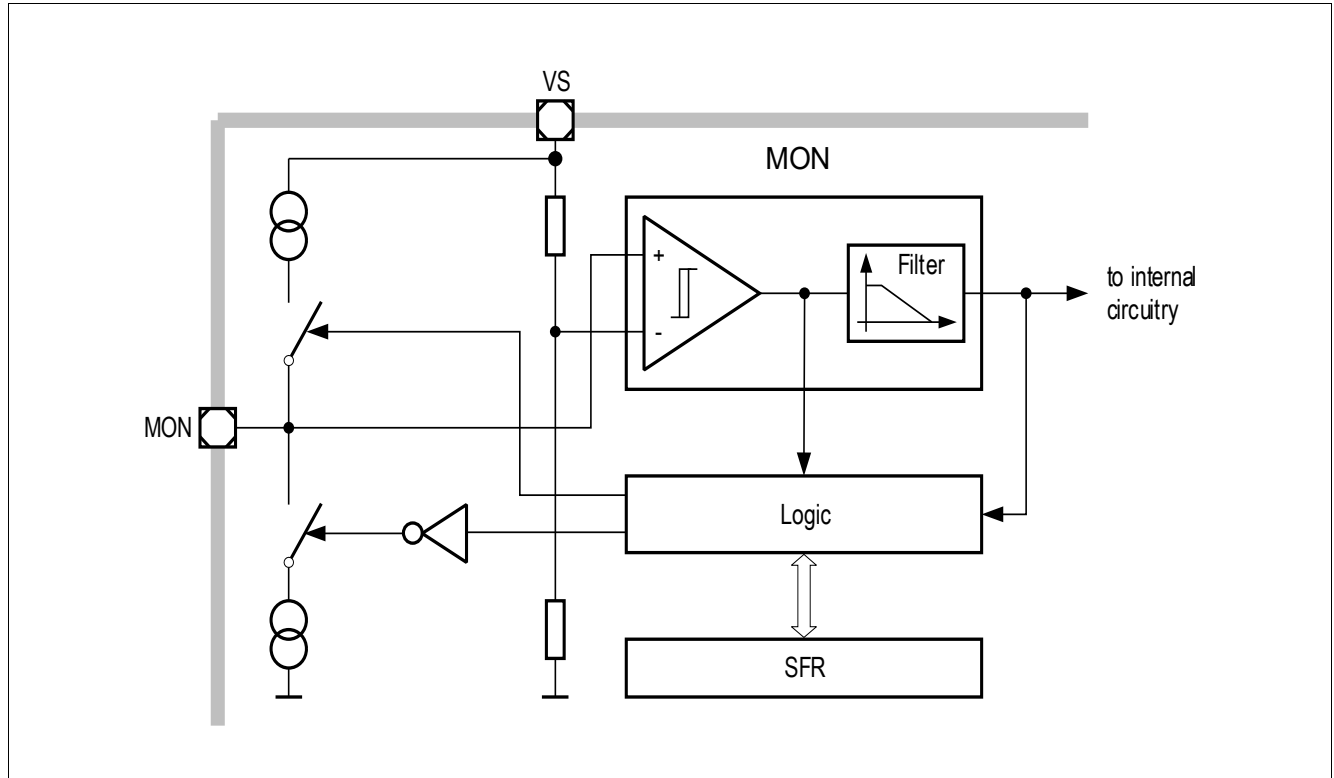 VS
MON
+
Filter
-
to internal
circuitry
MON
Logic
SFR